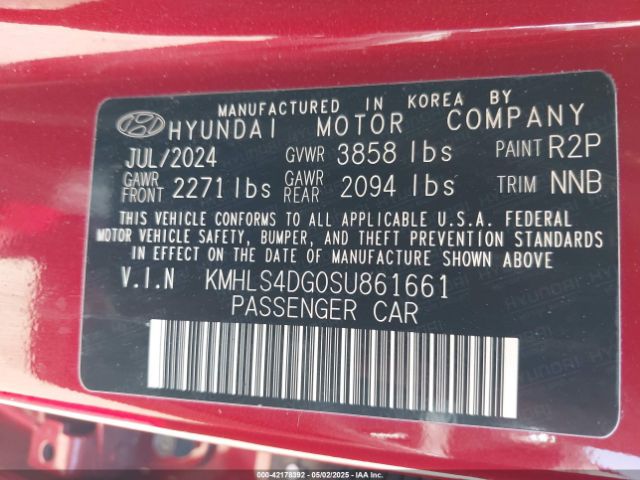 MANUFACTURED IN KOREA BY
HYUNDAI MOTOR COMPANY
JUL/2024 GVWR 3858 lbs PAINT R2P
GAWR FRONT 2271 lbs GAWR REAR 2094 lbs TRIM NNB
THIS VEHICLE CONFORMS TO ALL APPLICABLE U.S.A. FEDERAL
MOTOR VEHICLE SAFETY, BUMPER, AND THEFT PREVENTION STANDARDS
IN EFFECT ON THE DATE OF MANUFACTURE SHOWN ABOVE
V.I.N KMHLS4DG0SU861661
PASSENGER CAR
000-42178392 - 05/02/2025 - IAAI.COM